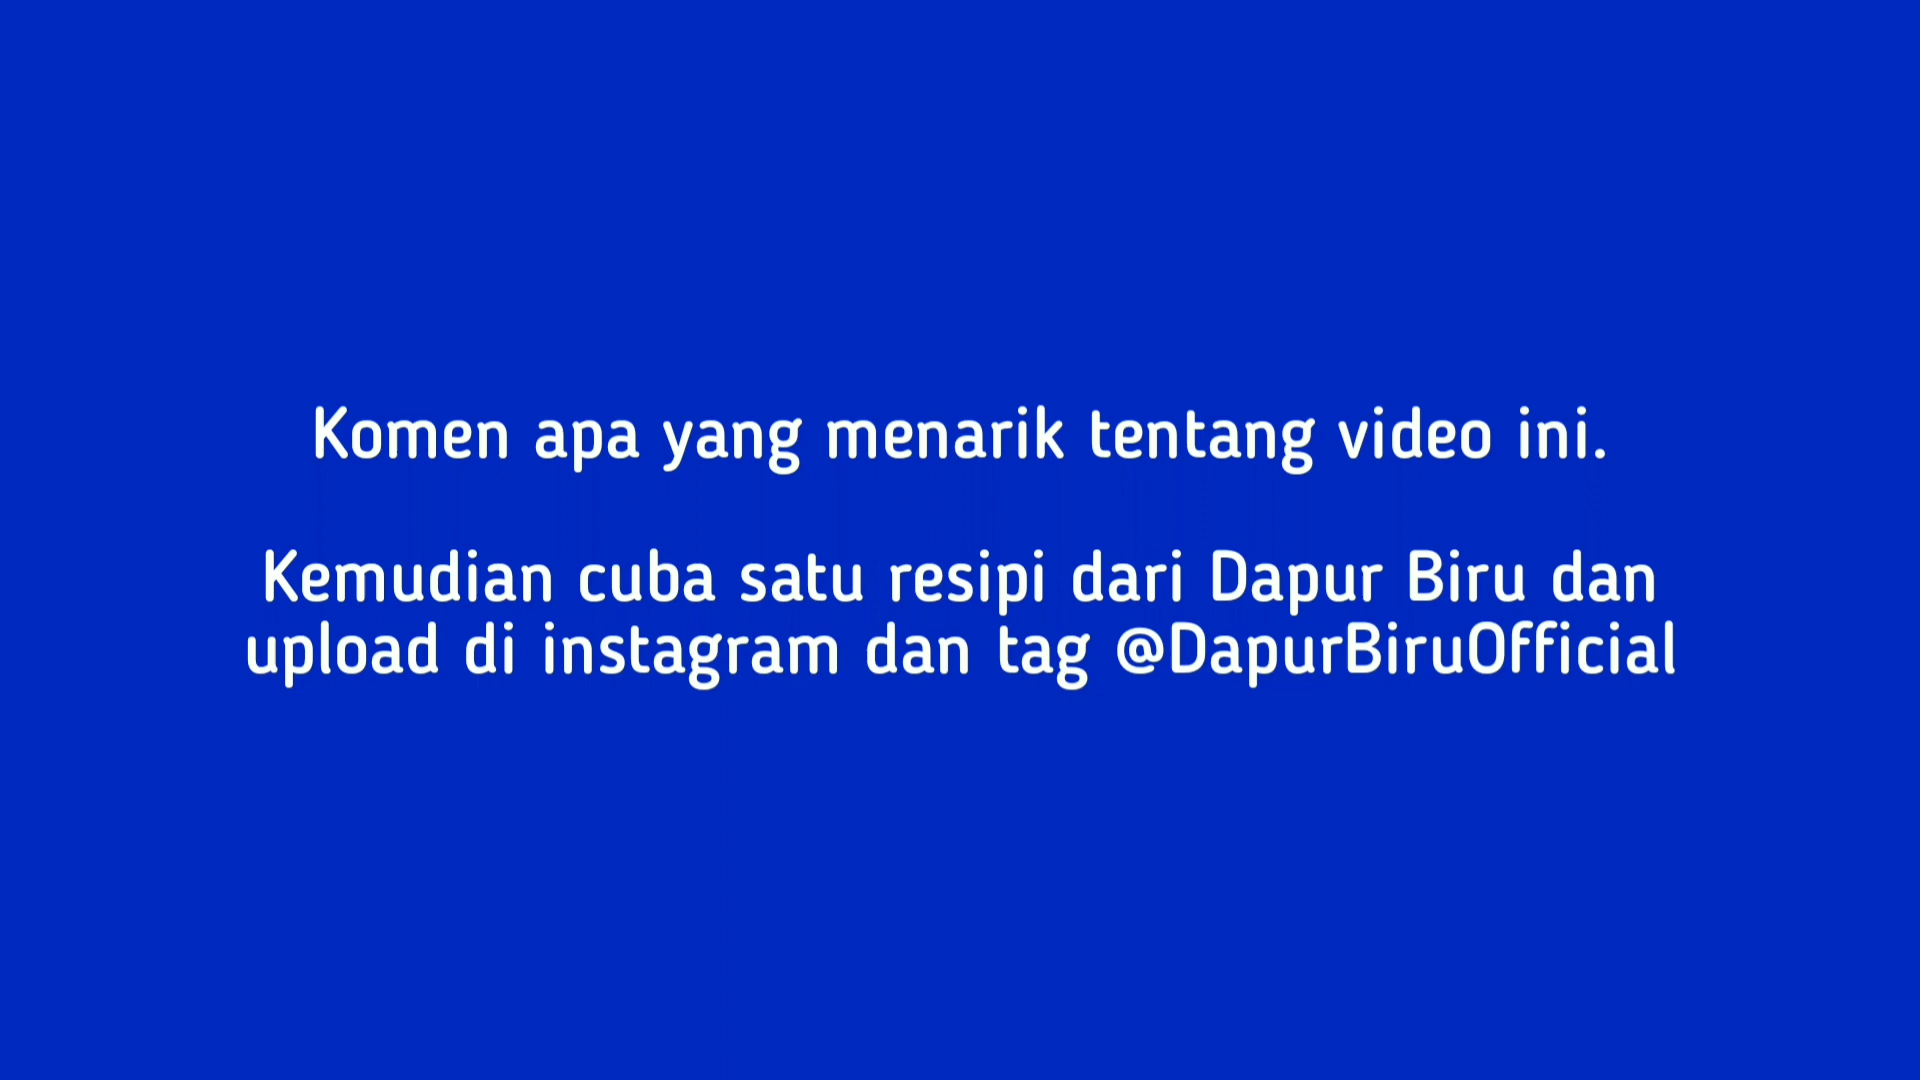 Komen apa yang menarik tentang video ini.
Kemudian cuba satu resipi dari Dapur Biru dan
upload di instagram dan tag @DapurBiruOfficial